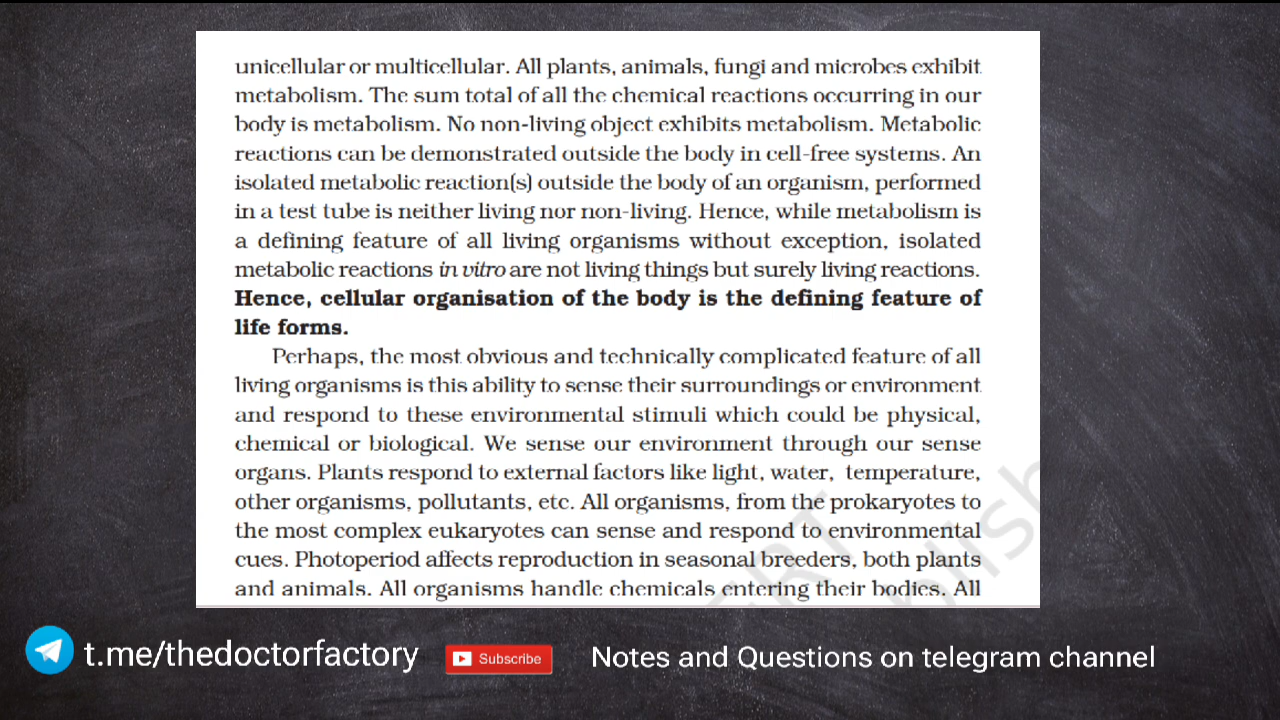 unicellular or multicellular. All plants, animals, fungi and microbes exhibit
metabolism. The sum total of all the chemical reactions occurring in our
body is metabolism. No non-living object exhibits metabolism. Metabolic
reactions can be demonstrated outside the body in cell-free systems. An
isolated metabolic reaction(s) outside the body of an organism, performed
in a test tube is neither living nor non-living. Hence, while metabolism is
a defining feature of all living organisms without exception, isolated
metabolic reactions in vitro are not living things but surely living reactions.
Hence, cellular organisation of the body is the defining feature of
life forms.
Perhaps, the most obvious and technically complicated feature of all
living organisms is this ability to sense their surroundings or environment
and respond to these environmental stimuli which could be physical,
chemical or biological. We sense our environment through our sense
organs. Plants respond to external factors like light, water, temperature,
other organisms, pollutants, etc. All organisms, from the prokaryotes to
the most complex eukaryotes can sense and respond to environmental
cues. Photoperiod affects reproduction in seasonal breeders, both plants
and animals. All organisms handle chemicals entering their bodies. All
t.me/thedoctorfactory
Subscribe
Notes and Questions on telegram channel